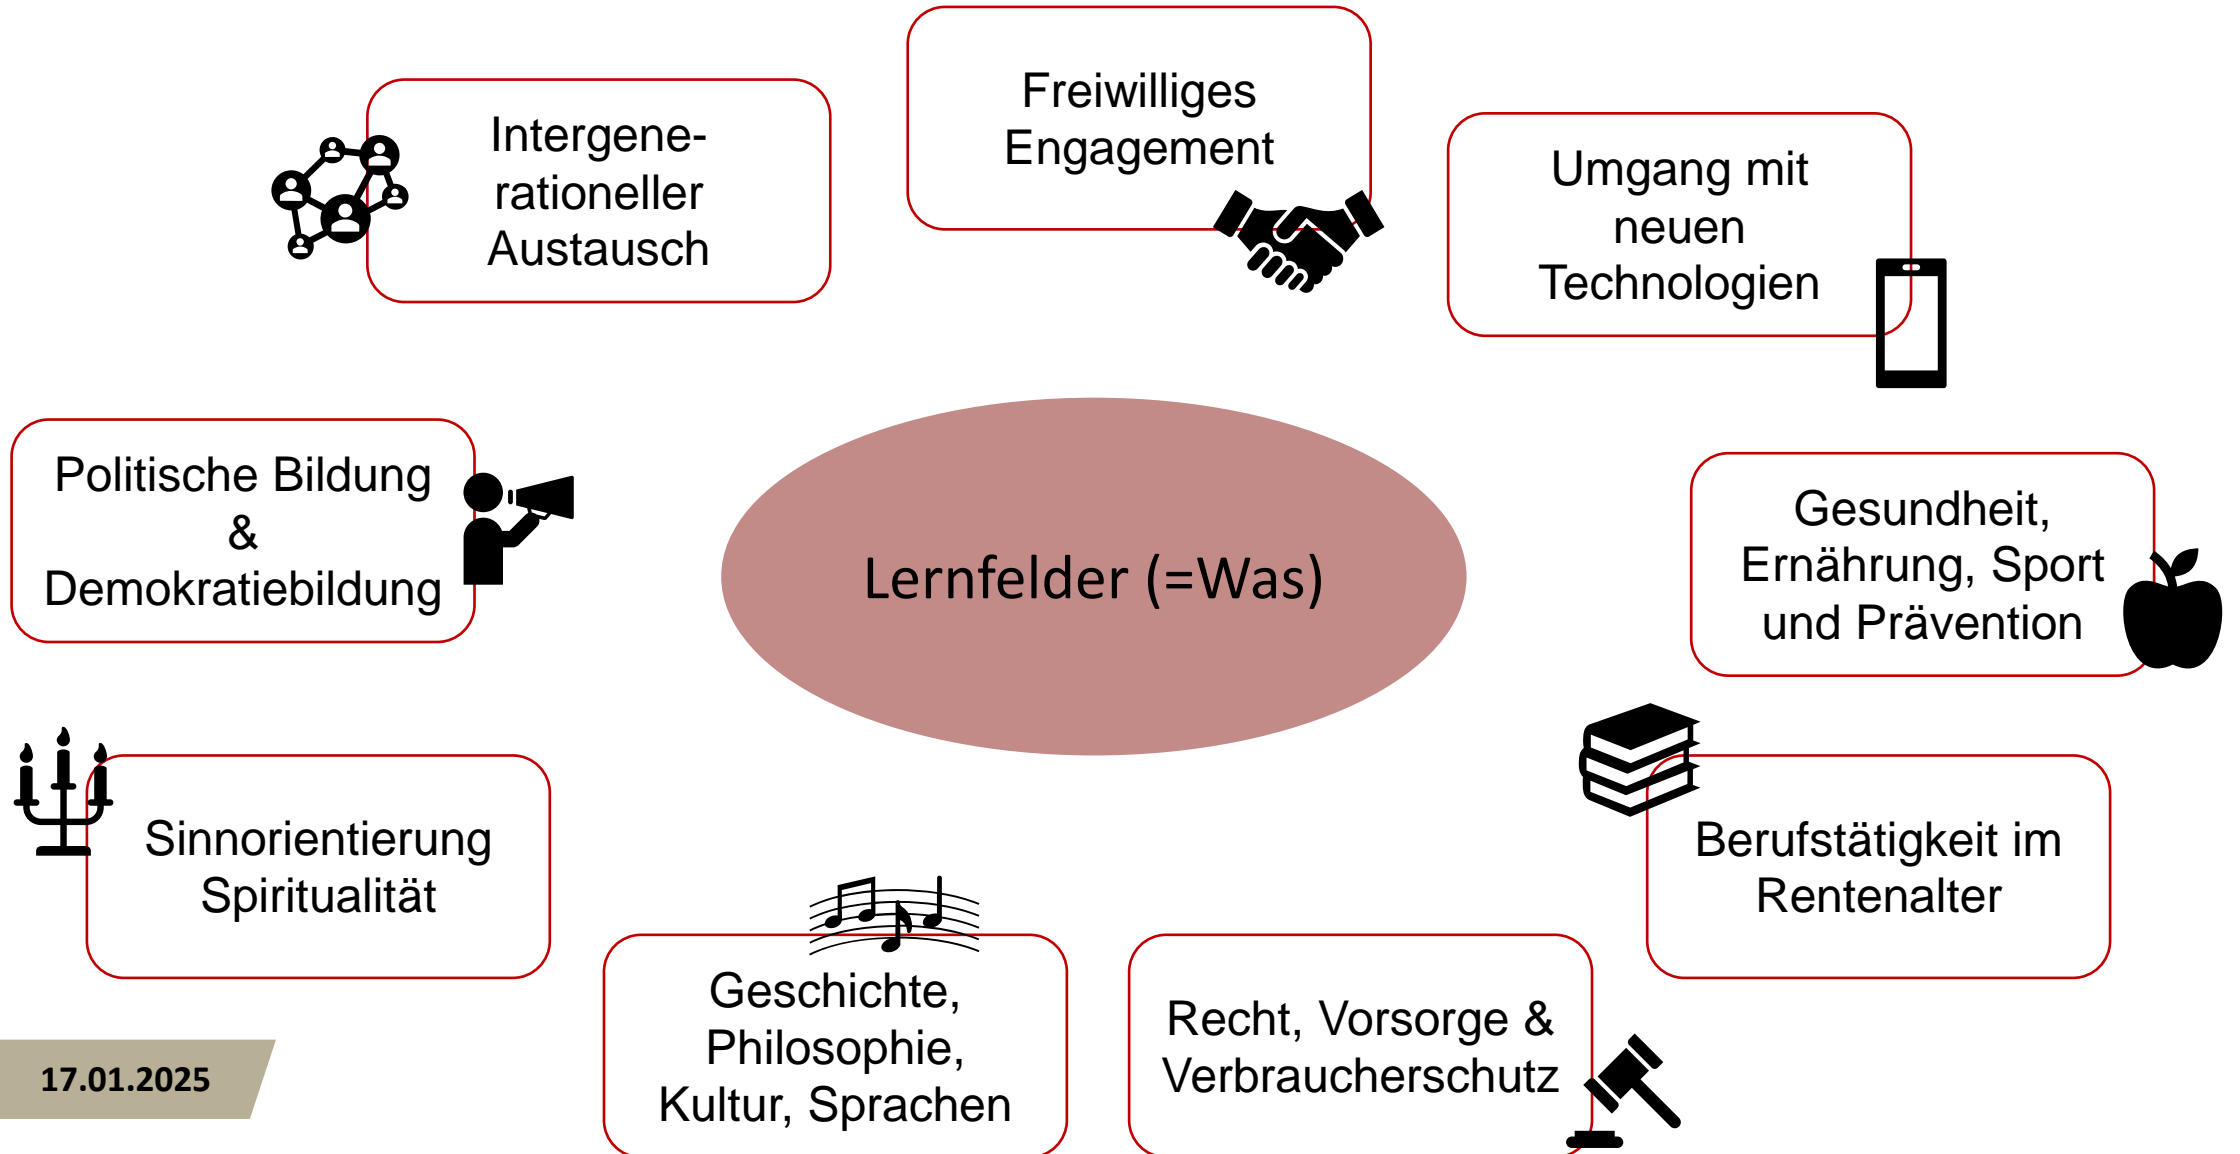 Freiwilliges
Engagement
Intergene-
rationeller
Austausch
Umgang mit
neuen
Technologien
Politische Bildung
&
Demokratiebildung
Lernfelder (=Was)
Gesundheit,
Ernährung, Sport
und Prävention
Sinnorientierung
Spiritualität
Berufstätigkeit im
Rentenalter
Geschichte,
Philosophie,
Kultur, Sprachen
Recht, Vorsorge &
Verbraucherschutz
17.01.2025